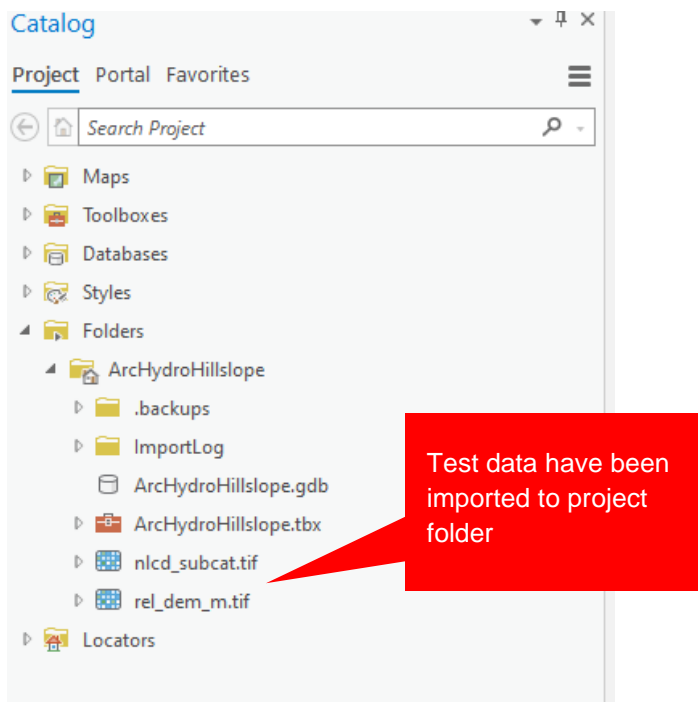 Catalog
Project Portal Favorites
Search Project
Maps
Toolboxes
Databases
Styles
Folders
ArcHydroHillslope
.backups
ImportLog
ArcHydroHillslope.gdb
ArcHydroHillslope.tbx
nlcd_subcat.tif
rel_dem_m.tif
Locators
Test data have been
imported to project
folder